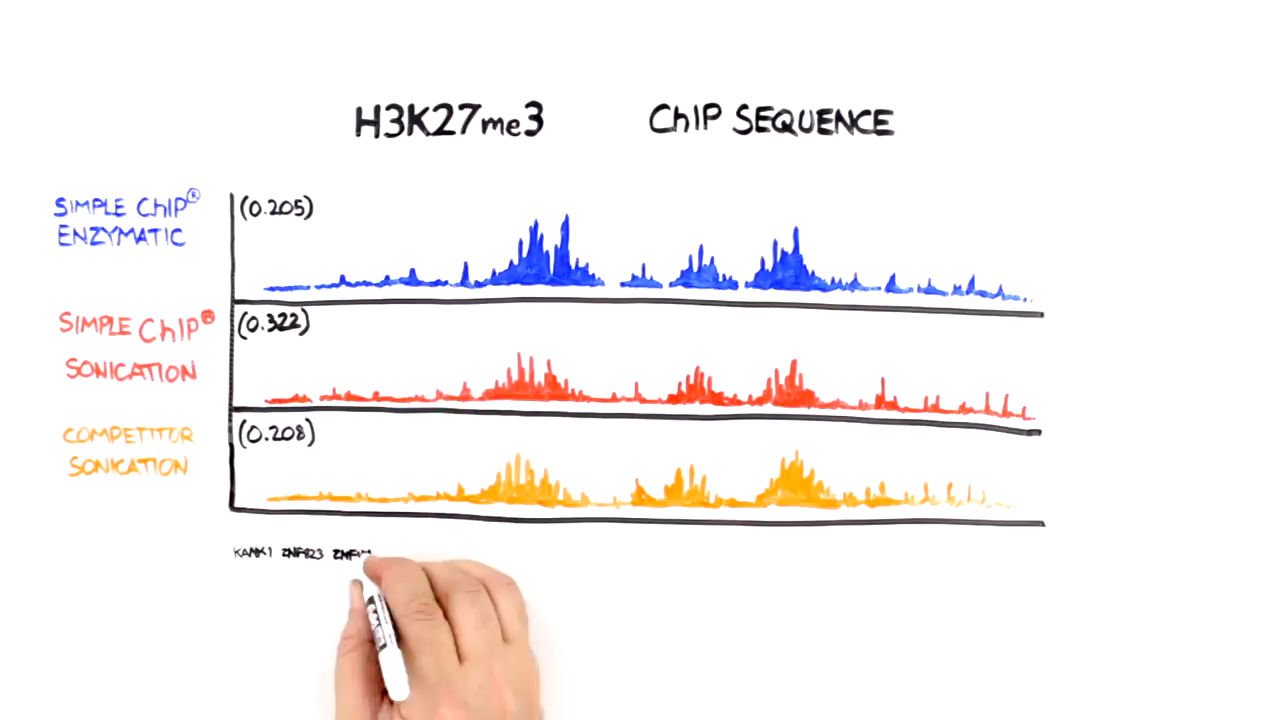 H3K27me3 ChIP SEQUENCE
SIMPLE ChIP®
ENZYMATIC
(0.205)
SIMPLE ChIP®
SONICATION
(0.322)
COMPETITOR
SONICATION
(0.208)
KANK1 ZNF823